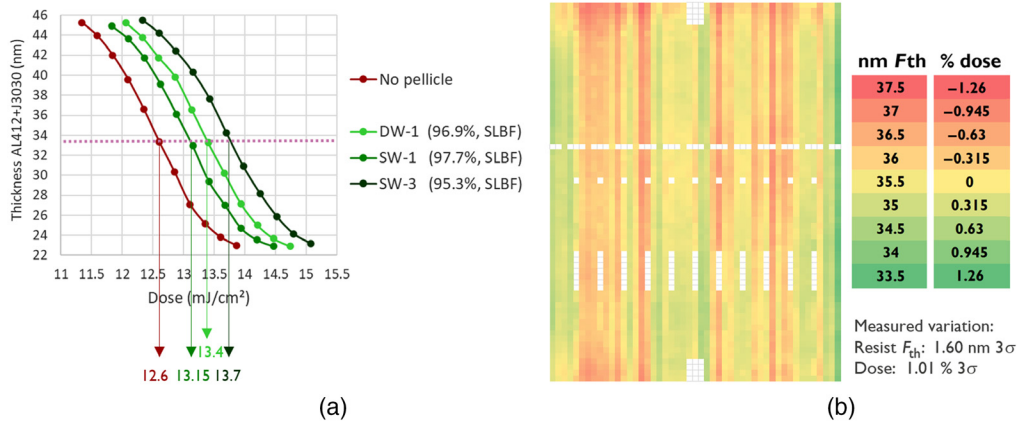 46
44
42
40
38
36
34
32
30
28
26
24
22
Thickness AL412+J3030 (nm)
11 11.5 12 12.5 13 13.5 14 14.5 15 15.5
Dose (mJ/cm²)
No pellicle
DW-1 (96.9%, SLBF)
SW-1 (97.7%, SLBF)
SW-3 (95.3%, SLBF)
13.4
12.6 13.15 13.7
(a)
nm Fth % dose
37.5 −1.26
37 −0.945
36.5 −0.63
36 −0.315
35.5 0
35 0.315
34.5 0.63
34 0.945
33.5 1.26
Measured variation:
Resist Fth: 1.60 nm 3σ
Dose: 1.01 % 3σ
(b)